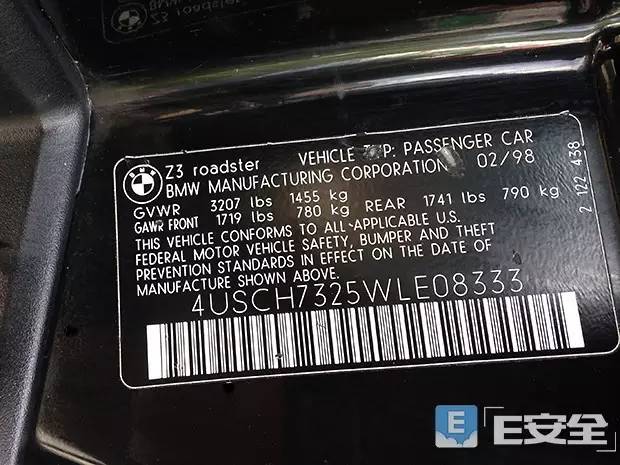 Z3 roadster VEHICLE TYP: PASSENGER CAR
BMW MANUFACTURING CORPORATION 02/98
GVWR 3207 lbs 1455 kg
GAWR FRONT 1719 lbs 780 kg REAR 1741 lbs 790 kg
THIS VEHICLE CONFORMS TO ALL APPLICABLE U.S.
FEDERAL MOTOR VEHICLE SAFETY, BUMPER AND THEFT
PREVENTION STANDARDS IN EFFECT ON THE DATE OF
MANUFACTURE SHOWN ABOVE.
4USCH7325WLE08333
2 122 438
E E安全